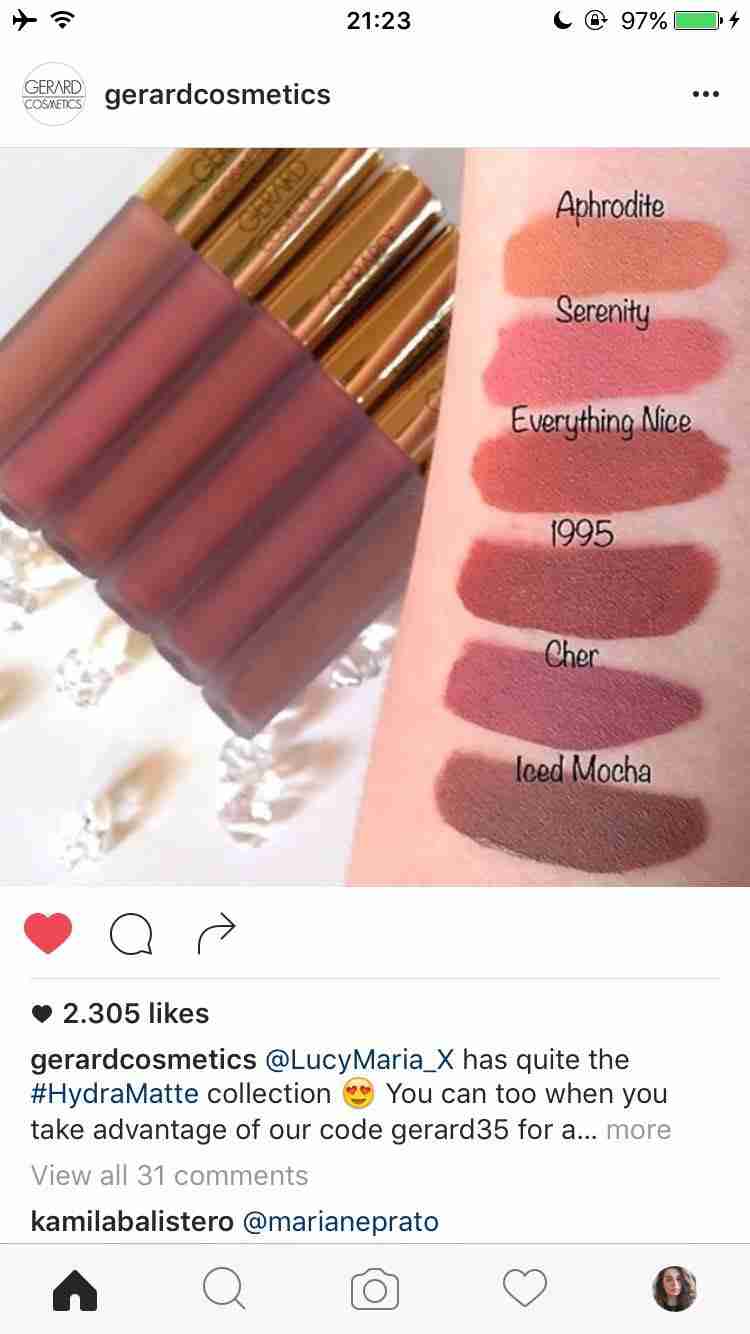 21:23
97%
GERARD
COSMETICS
gerardcosmetics
GERARD
Aphrodite
Serenity
Everything Nice
1995
Cher
Iced Mocha
2.305 likes
gerardcosmetics @LucyMaria_X has quite the
#HydraMatte collection 😍 You can too when you
take advantage of our code gerard35 for a... more
View all 31 comments
kamilabalistero @marianeprato